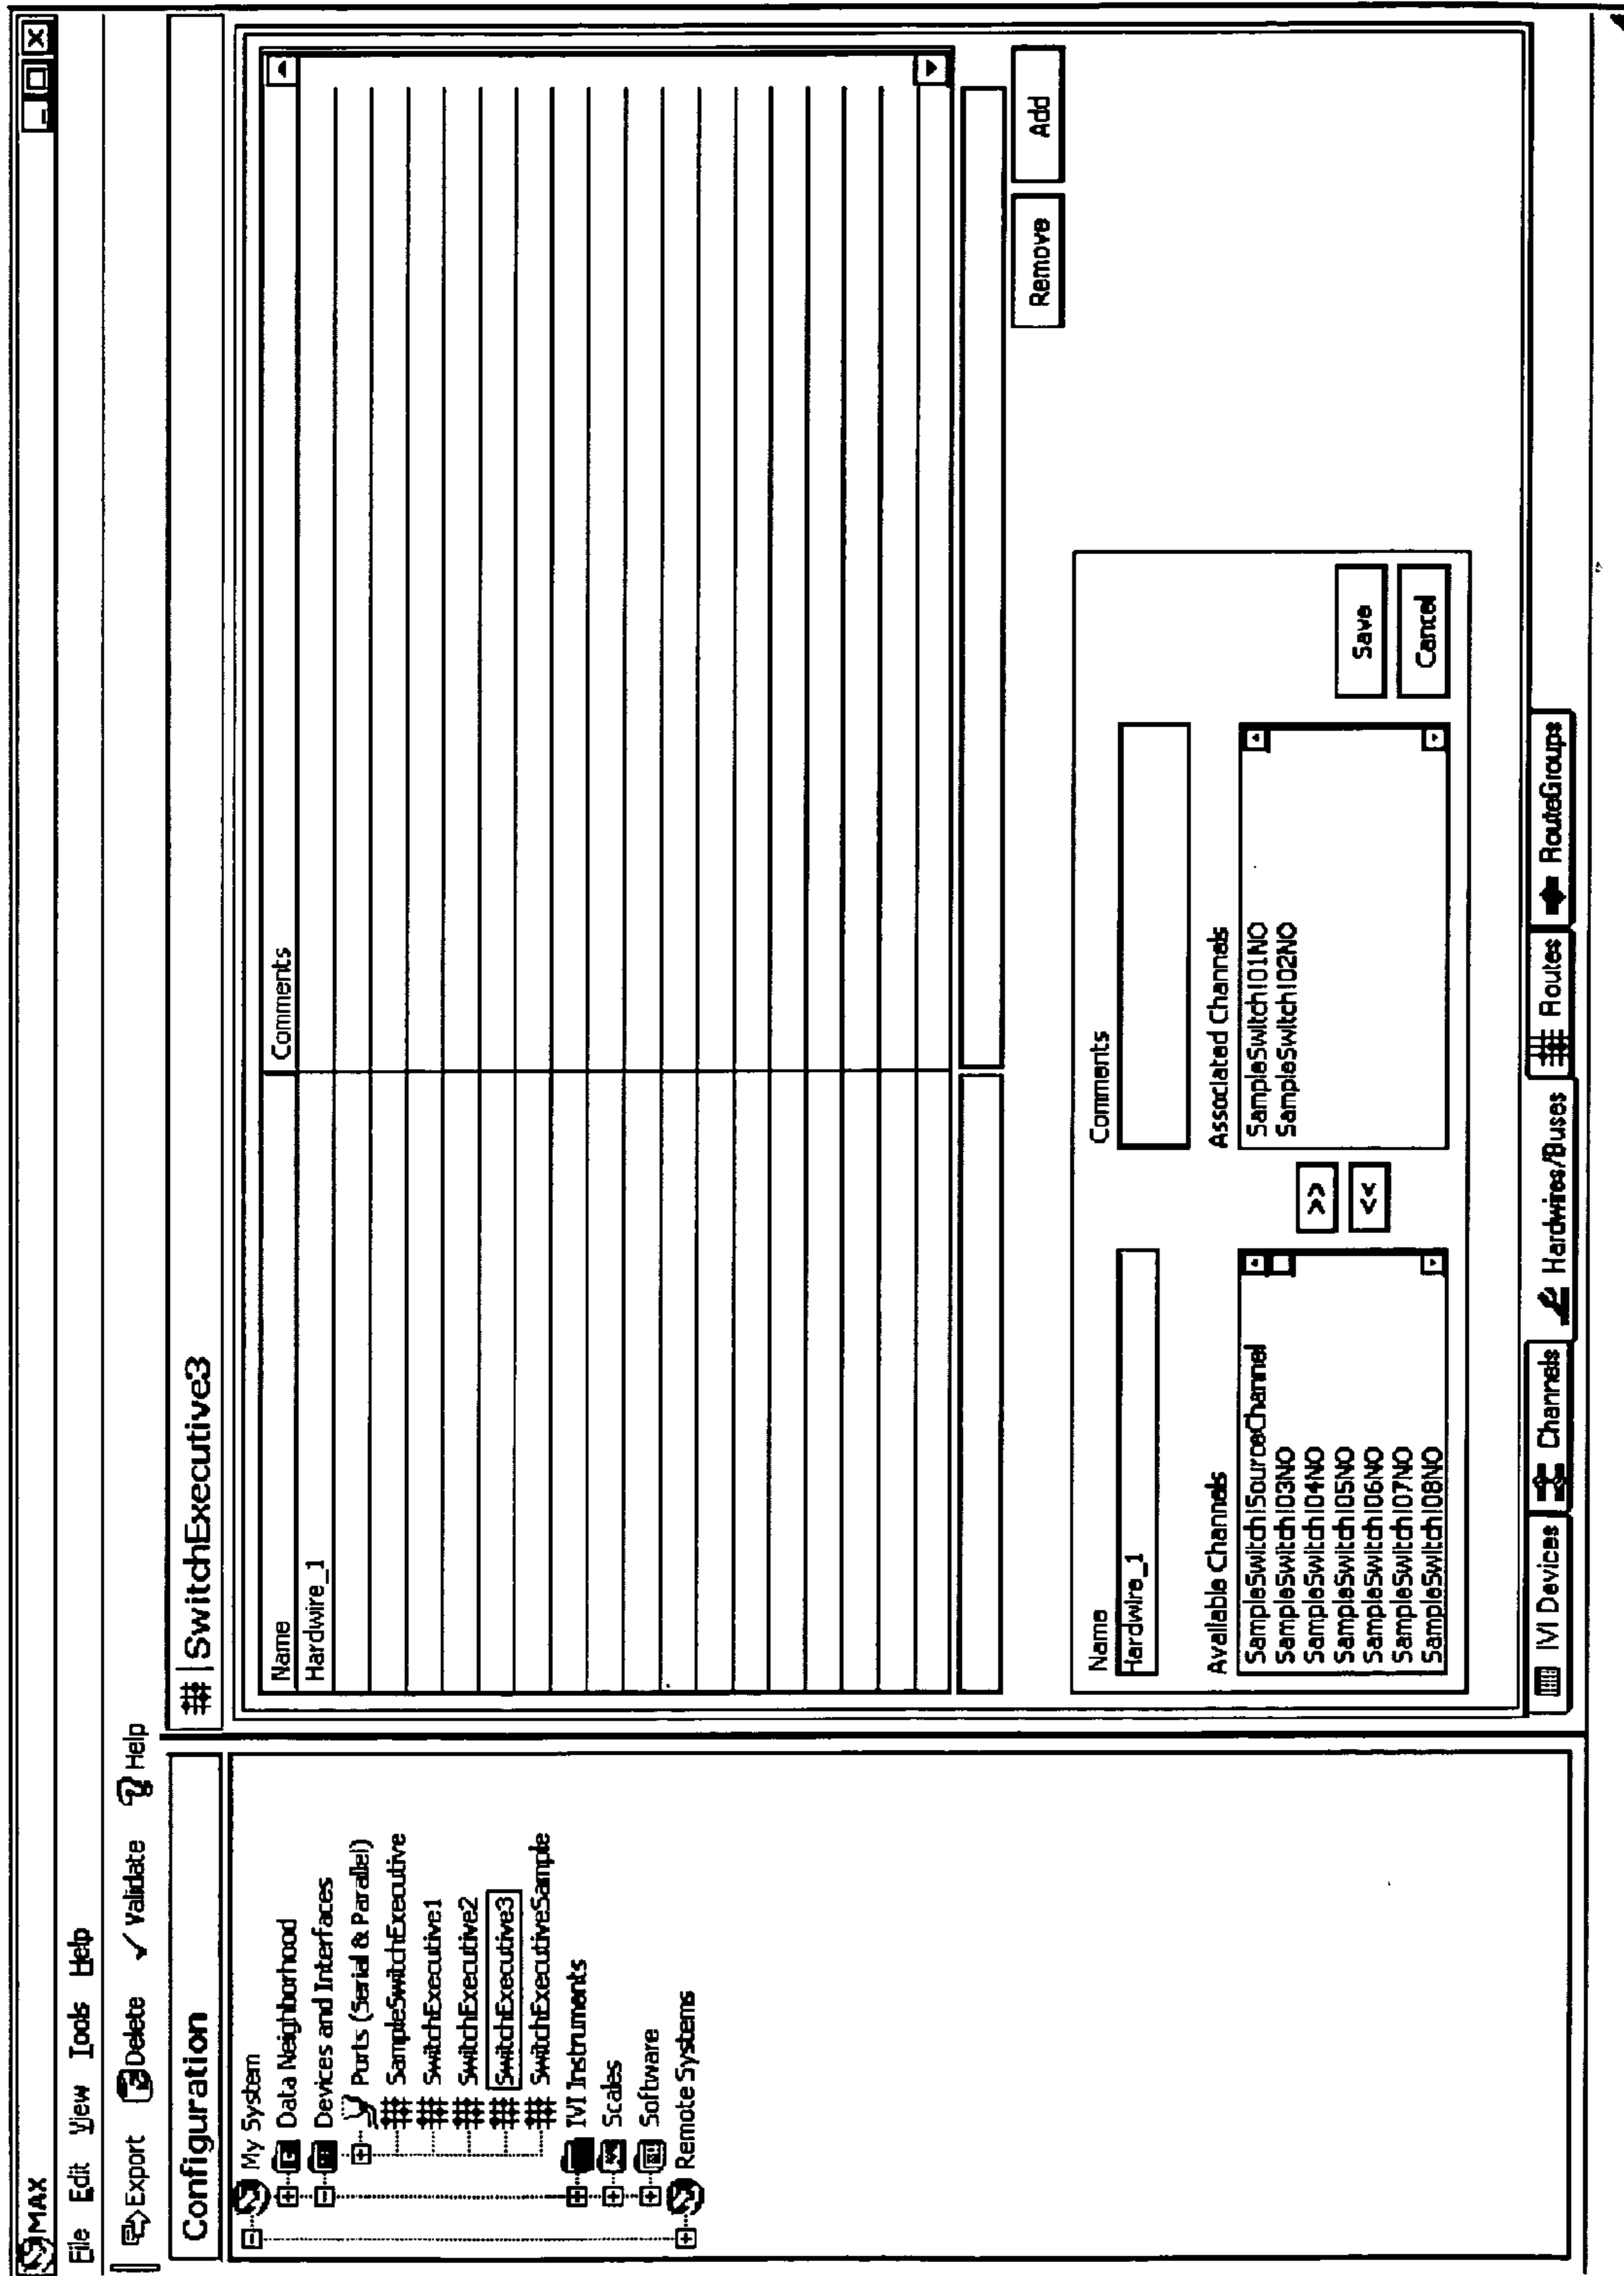 MAX
File Edit View Tools Help
Export Delete Validate Help
Configuration
My System
Data Neighborhood
Devices and Interfaces
Ports (Serial & Parallel)
SampleSwitchExecutive
SwitchExecutive1
SwitchExecutive2
SwitchExecutive3
SwitchExecutiveSample
IVI Instruments
Scales
Software
Remote Systems
SwitchExecutive3
Name Comments
Hardwire_1
Remove Add
Name Comments
Hardwire_1
Available Channels Associated Channels
SampleSwitch1SourceChannel
SampleSwitch103NO
SampleSwitch104NO
SampleSwitch105NO
SampleSwitch106NO
SampleSwitch107NO
SampleSwitch108NO
>>
<<
SampleSwitch101NO
SampleSwitch102NO
Save
Cancel
IVI Devices Channels Hardwires/Buses Routes RouteGroups